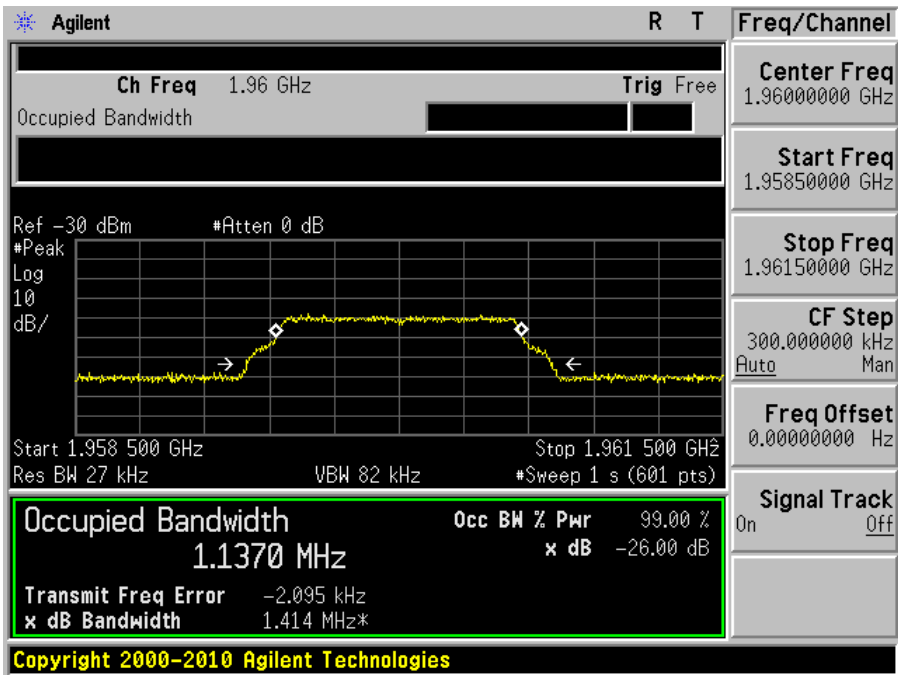 Agilent R T Freq/Channel
Ch Freq 1.96 GHz Trig Free
Occupied Bandwidth
Center Freq
1.96000000 GHz
Start Freq
1.95850000 GHz
Stop Freq
1.96150000 GHz
CF Step
300.000000 kHz
Auto Man
Freq Offset
0.00000000 Hz
Signal Track
On Off
Ref -30 dBm #Atten 0 dB
#Peak
Log
10
dB/
Start 1.958 500 GHz Stop 1.961 500 GHẑ
Res BW 27 kHz VBW 82 kHz #Sweep 1 s (601 pts)
Occupied Bandwidth Occ BW % Pwr 99.00 %
1.1370 MHz x dB -26.00 dB
Transmit Freq Error -2.095 kHz
x dB Bandwidth 1.414 MHz*
Copyright 2000-2010 Agilent Technologies